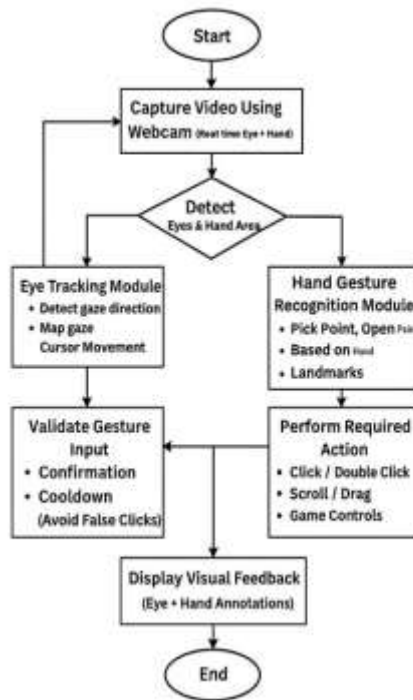 Start
Capture Video Using
Webcam (Real time Eye + Hand)
Detect
Eyes & Hand Area
Eye Tracking Module
• Detect gaze direction
• Map gaze
Cursor Movement
Hand Gesture
Recognition Module
• Pick Point, Open
• Based on Hand
• Landmarks
Validate Gesture
Input
• Confirmation
• Cooldown
(Avoid False Clicks)
Perform Required
Action
• Click / Double Click
• Scroll / Drag
• Game Controls
Display Visual Feedback
(Eye + Hand Annotations)
End